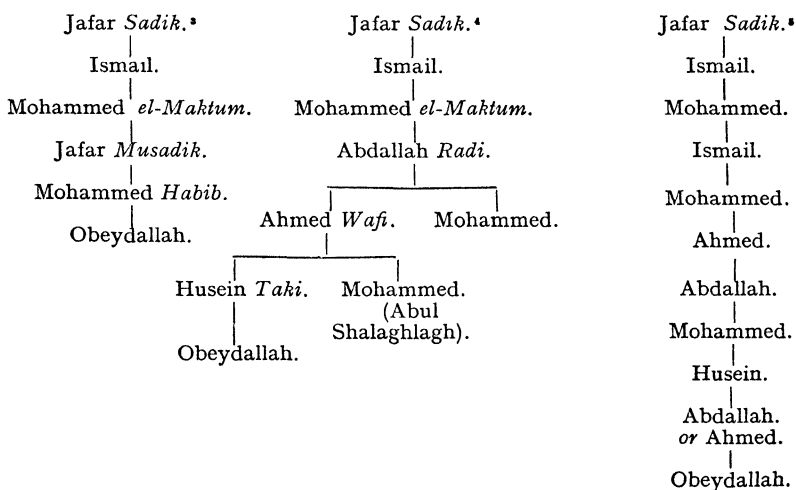 Jafar Sadik.³
Ismail.
Mohammed el-Maktum.
Jafar Musadik.
Mohammed Habib.
Obeydallah.
Jafar Sadik.⁴
Ismail.
Mohammed el-Maktum.
Abdallah Radi.
Ahmed Wafi. Mohammed.
Husein Taki. Mohammed.
(Abul
Shalaghlagh).
Obeydallah.
Jafar Sadik.⁵
Ismail.
Mohammed.
Ismail.
Mohammed.
Ahmed.
Abdallah.
Mohammed.
Husein.
Abdallah.
or Ahmed.
Obeydallah.